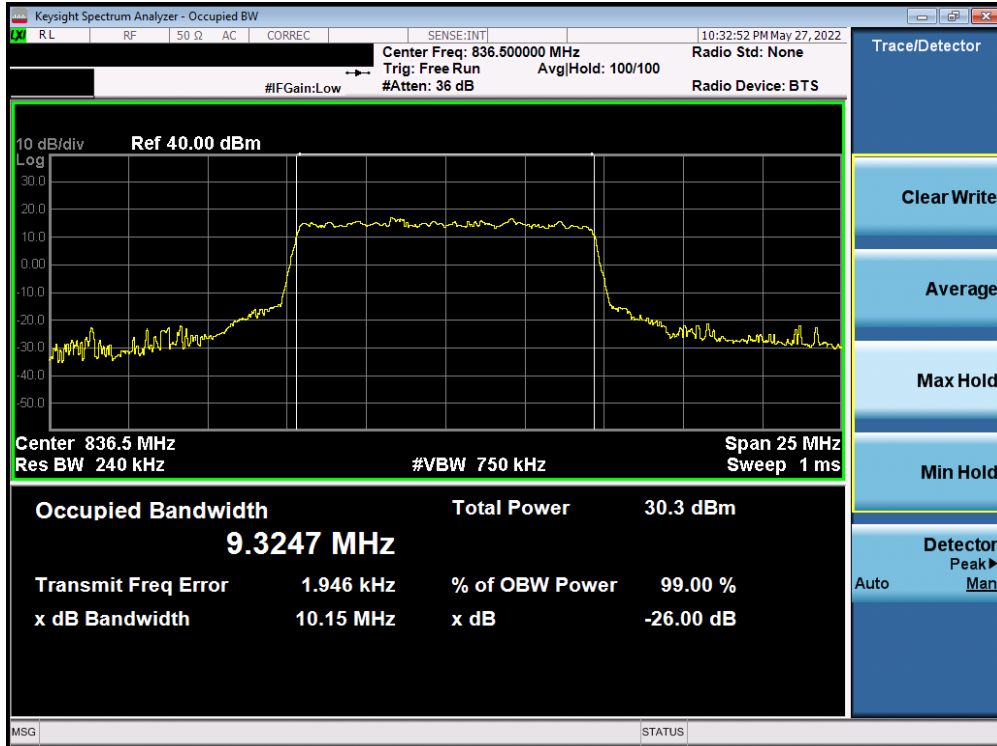 Keysight Spectrum Analyzer - Occupied BW
LXI RL RF 50 Ω AC CORREC SENSE:INT 10:32:52 PM May 27, 2022
Center Freq: 836.500000 MHz Radio Std: None
Trig: Free Run Avg|Hold: 100/100
#IFGain:Low #Atten: 36 dB Radio Device: BTS
Trace/Detector
10 dB/div Ref 40.00 dBm
Log
30.0
20.0
10.0
0.00
-10.0
-20.0
-30.0
-40.0
-50.0
Center 836.5 MHz Span 25 MHz
Res BW 240 kHz #VBW 750 kHz Sweep 1 ms
Occupied Bandwidth Total Power 30.3 dBm
9.3247 MHz
Transmit Freq Error 1.946 kHz % of OBW Power 99.00 %
x dB Bandwidth 10.15 MHz x dB -26.00 dB
Clear Write
Average
Max Hold
Min Hold
Detector
Peak▶
Auto Man
MSG STATUS